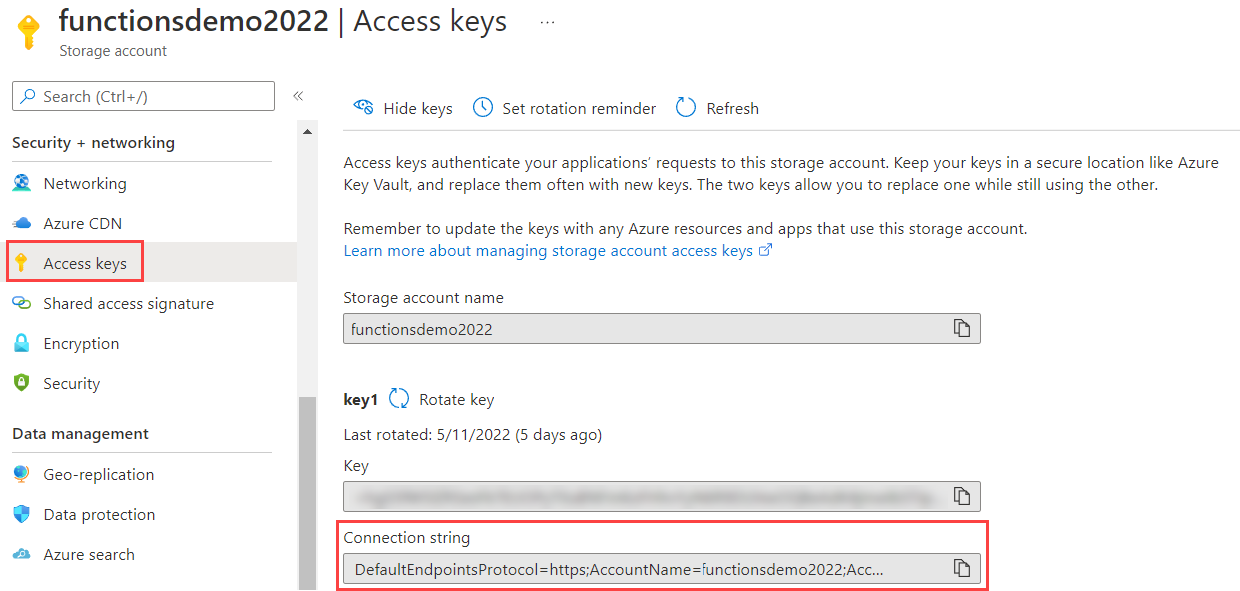 functionsdemo2022 | Access keys ...
Storage account
Search (Ctrl+/)
«
Security + networking
Networking
Azure CDN
Access keys
Shared access signature
Encryption
Security
Data management
Geo-replication
Data protection
Azure search
Hide keys Set rotation reminder Refresh
Access keys authenticate your applications’ requests to this storage account. Keep your keys in a secure location like Azure
Key Vault, and replace them often with new keys. The two keys allow you to replace one while still using the other.
Remember to update the keys with any Azure resources and apps that use this storage account.
Learn more about managing storage account access keys
Storage account name
functionsdemo2022
key1 Rotate key
Last rotated: 5/11/2022 (5 days ago)
Key
Connection string
DefaultEndpointsProtocol=https;AccountName=functionsdemo2022;Acc...